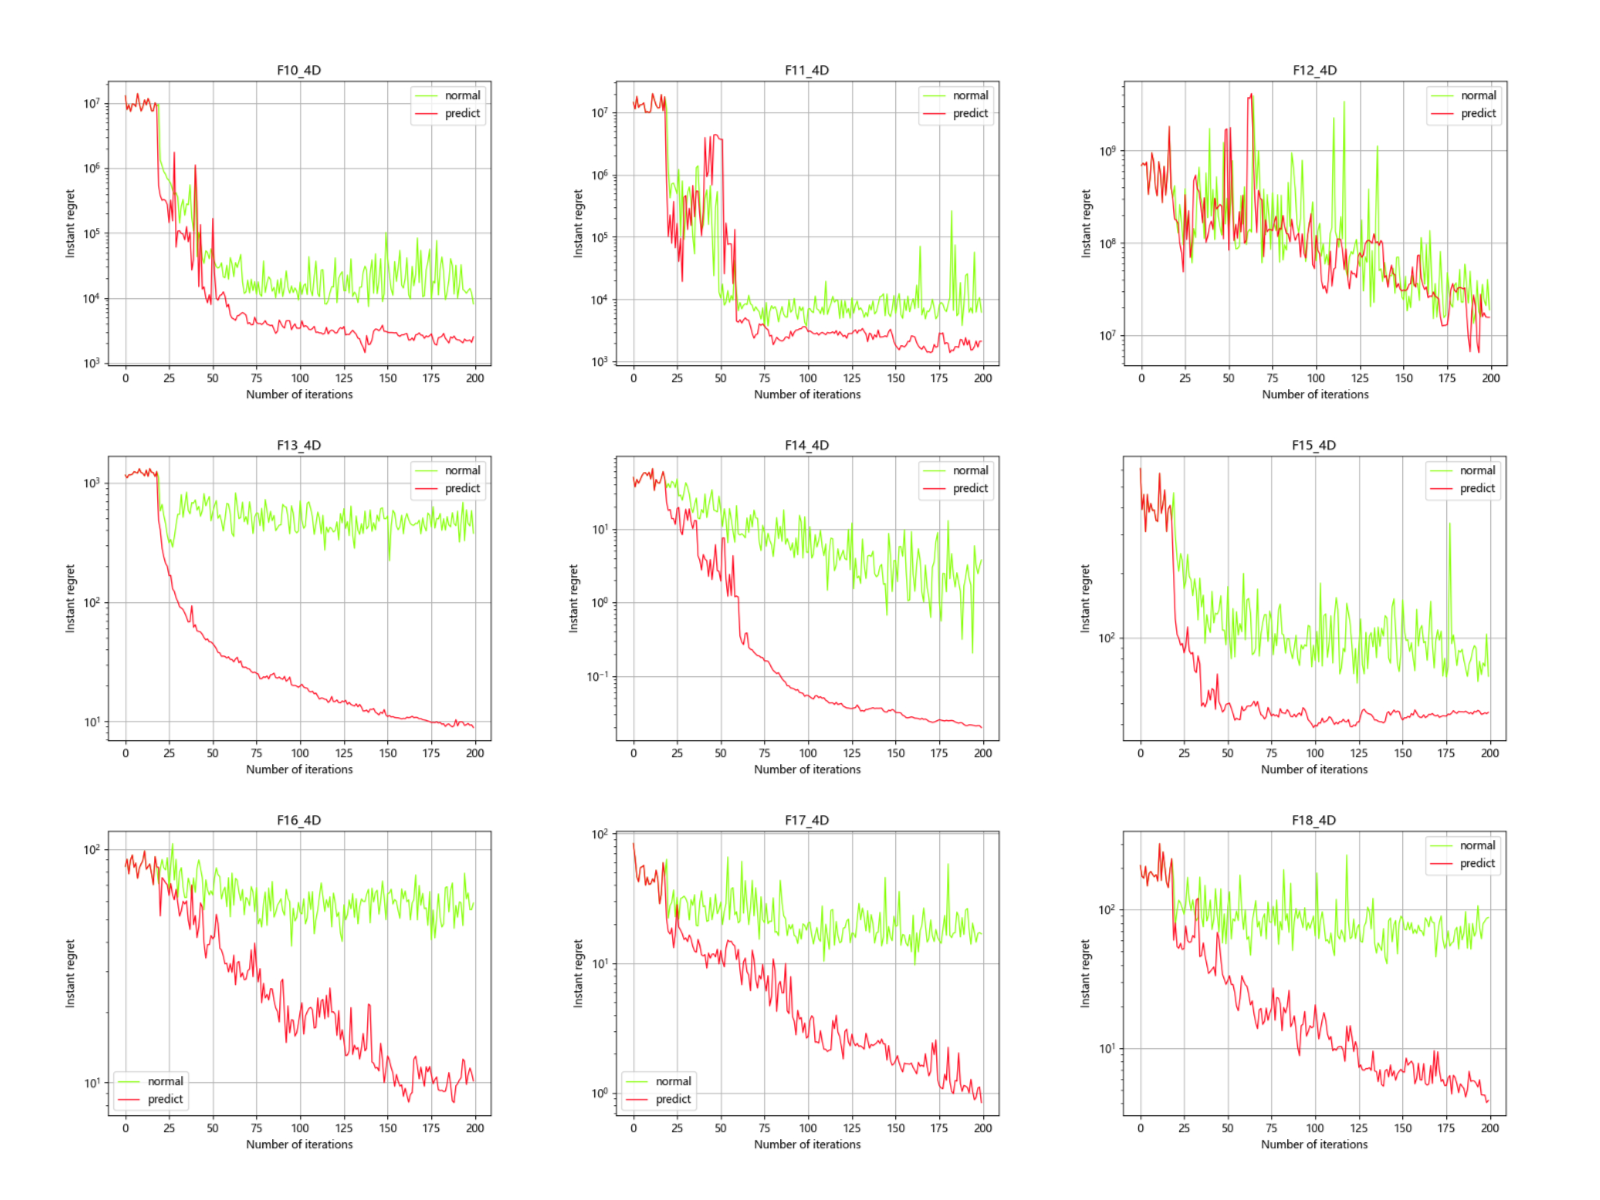 F10_4D
F11_4D
F12_4D
10⁷
10⁶
10⁵
10⁴
10³
Instant regret
normal
predict
0 25 50 75 100 125 150 175 200
Number of iterations
10⁷
10⁶
10⁵
10⁴
10³
Instant regret
normal
predict
0 25 50 75 100 125 150 175 200
Number of iterations
10⁹
10⁸
10⁷
Instant regret
normal
predict
0 25 50 75 100 125 150 175 200
Number of iterations
F13_4D
F14_4D
F15_4D
10³
10²
10¹
Instant regret
normal
predict
0 25 50 75 100 125 150 175 200
Number of iterations
10¹
10⁰
10⁻¹
Instant regret
normal
predict
0 25 50 75 100 125 150 175 200
Number of iterations
10²
Instant regret
normal
predict
0 25 50 75 100 125 150 175 200
Number of iterations
F16_4D
F17_4D
F18_4D
10²
10¹
Instant regret
normal
predict
0 25 50 75 100 125 150 175 200
Number of iterations
10²
10¹
10⁰
Instant regret
normal
predict
0 25 50 75 100 125 150 175 200
Number of iterations
10²
10¹
Instant regret
normal
predict
0 25 50 75 100 125 150 175 200
Number of iterations